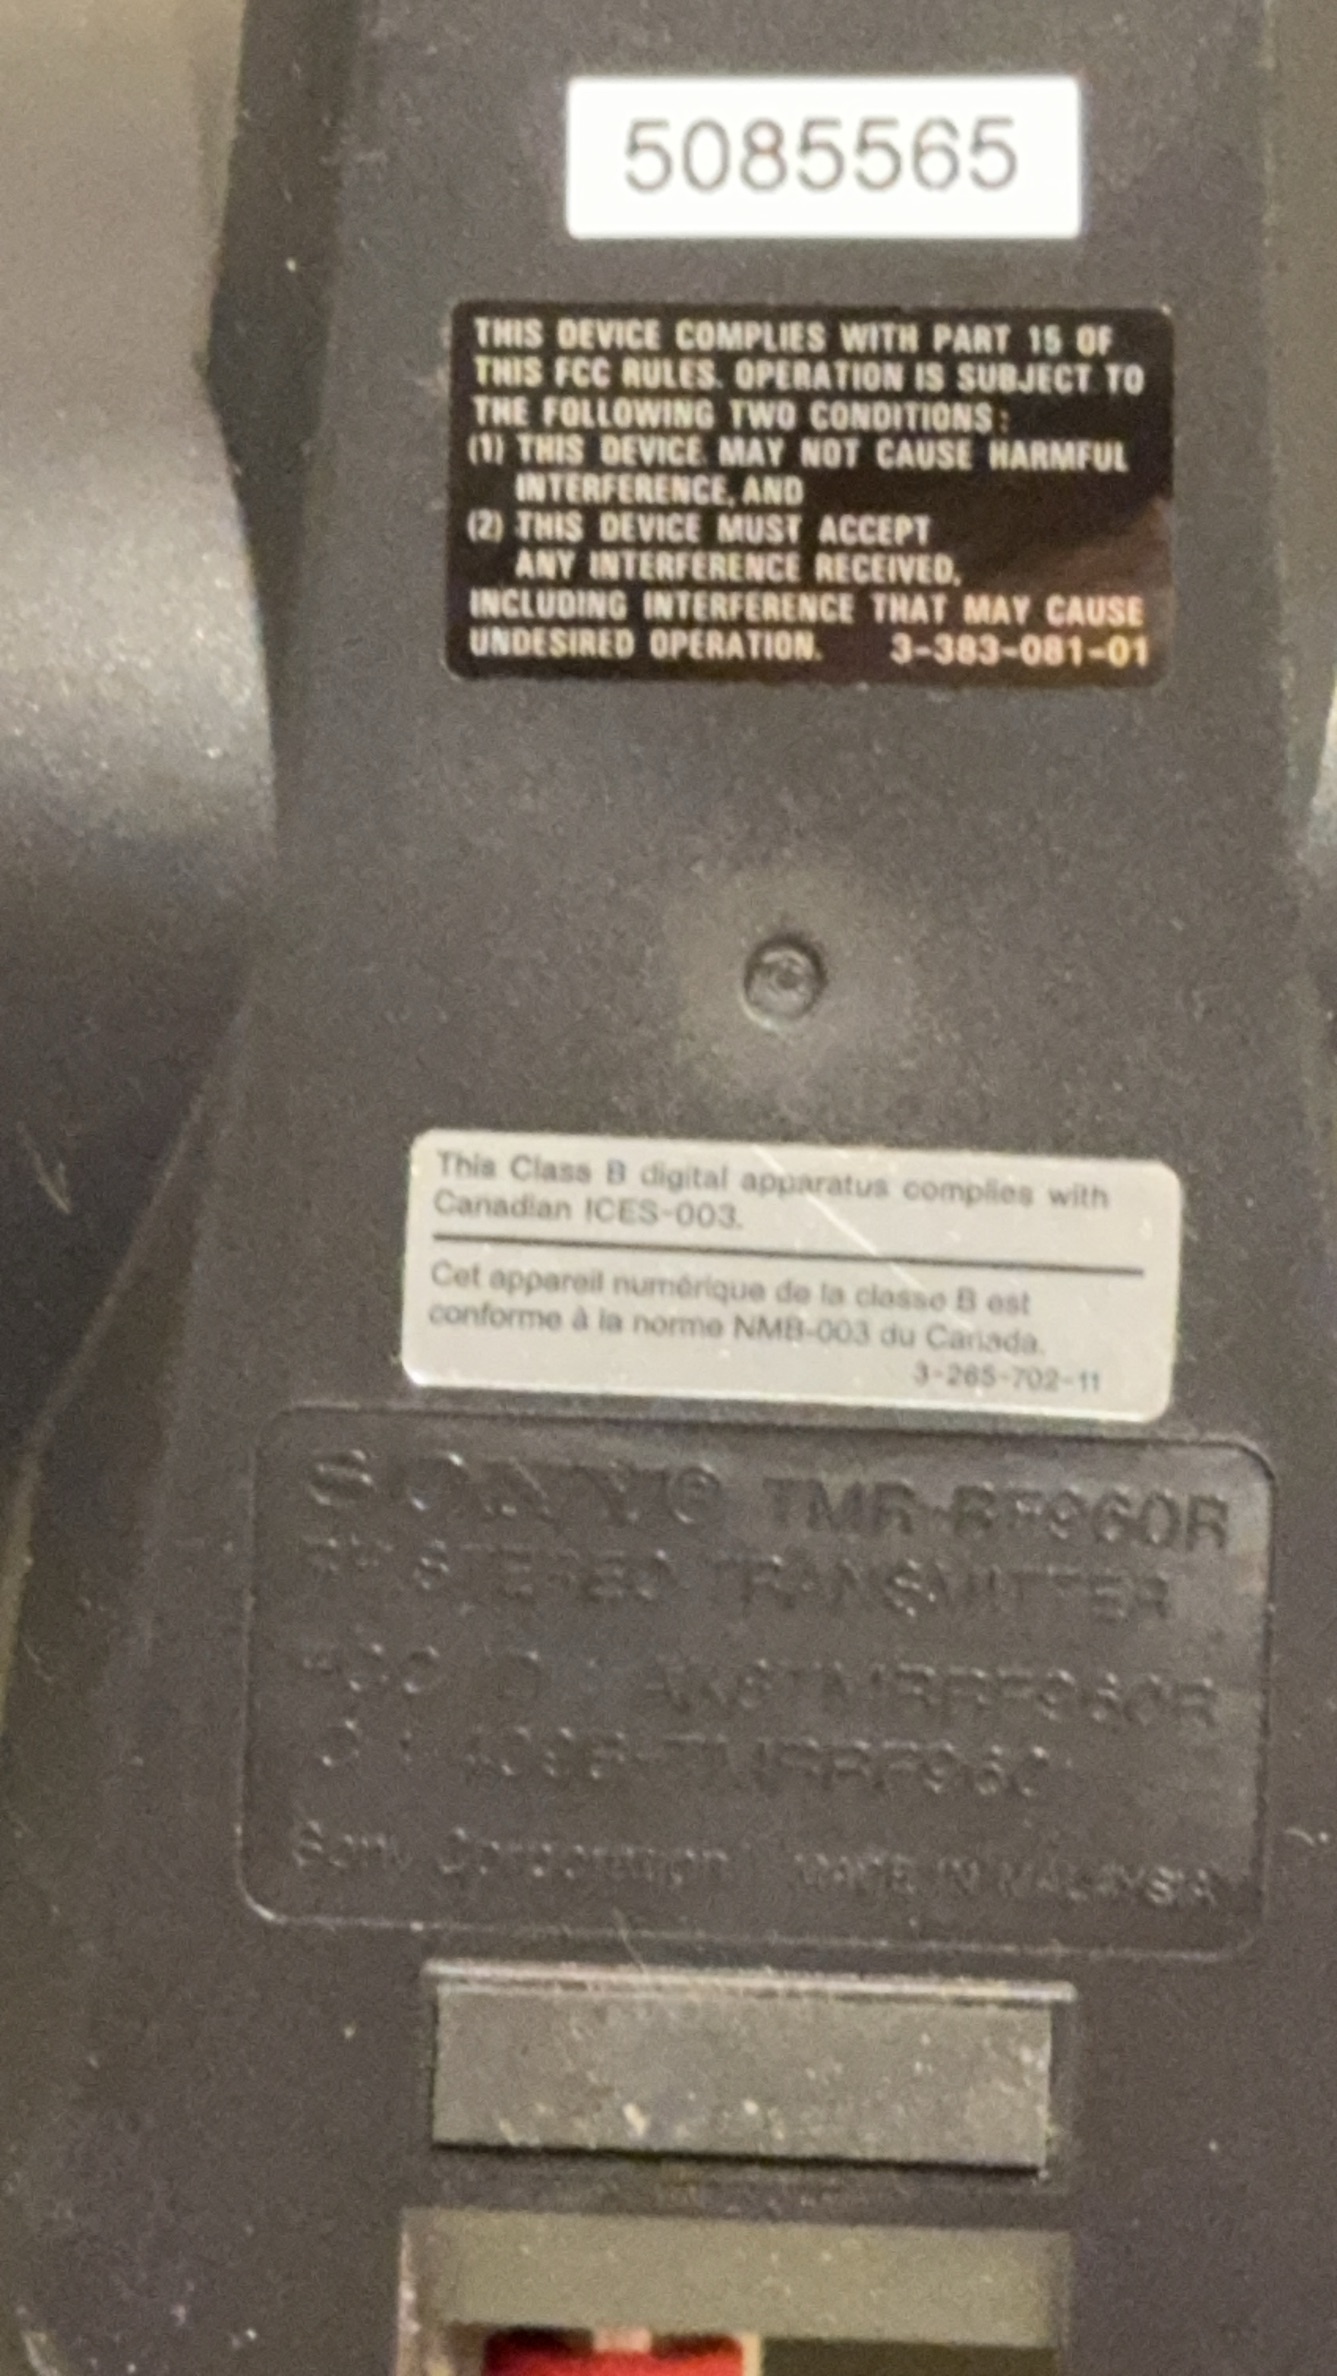 5085565
THIS DEVICE COMPLIES WITH PART 15 OF
THIS FCC RULES. OPERATION IS SUBJECT TO
THE FOLLOWING TWO CONDITIONS:
(1) THIS DEVICE MAY NOT CAUSE HARMFUL
INTERFERENCE, AND
(2) THIS DEVICE MUST ACCEPT
ANY INTERFERENCE RECEIVED,
INCLUDING INTERFERENCE THAT MAY CAUSE
UNDESIRED OPERATION. 3-383-081-01
This Class B digital apparatus complies with
Canadian ICES-003.
Cet appareil numérique de la classe B est
conforme à la norme NMB-003 du Canada.
3-265-702-11
SONY® TMR-RF960R
RF STEREO TRANSMITTER
FCC ID : AK8TMRRF960R
Sony Corporation MADE IN MALAYSIA